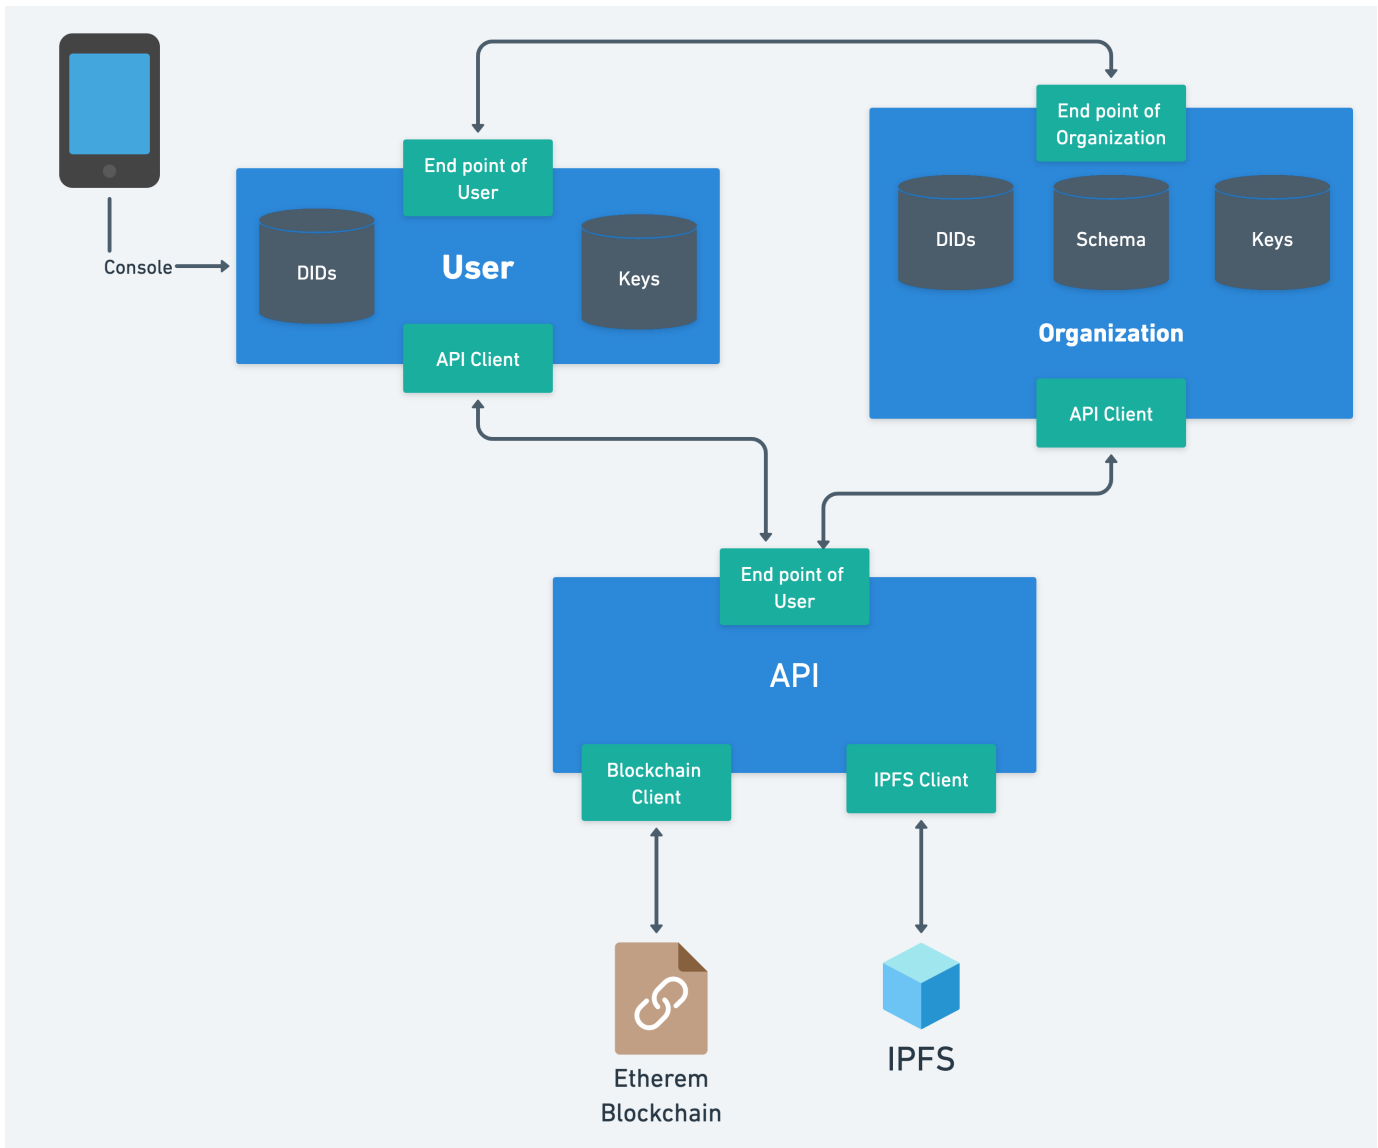 Console
End point of
User
DIDs
User
Keys
API Client
End point of
Organization
DIDs
Schema
Keys
Organization
API Client
End point of
User
API
Blockchain
Client
IPFS Client
Etherem
Blockchain
IPFS